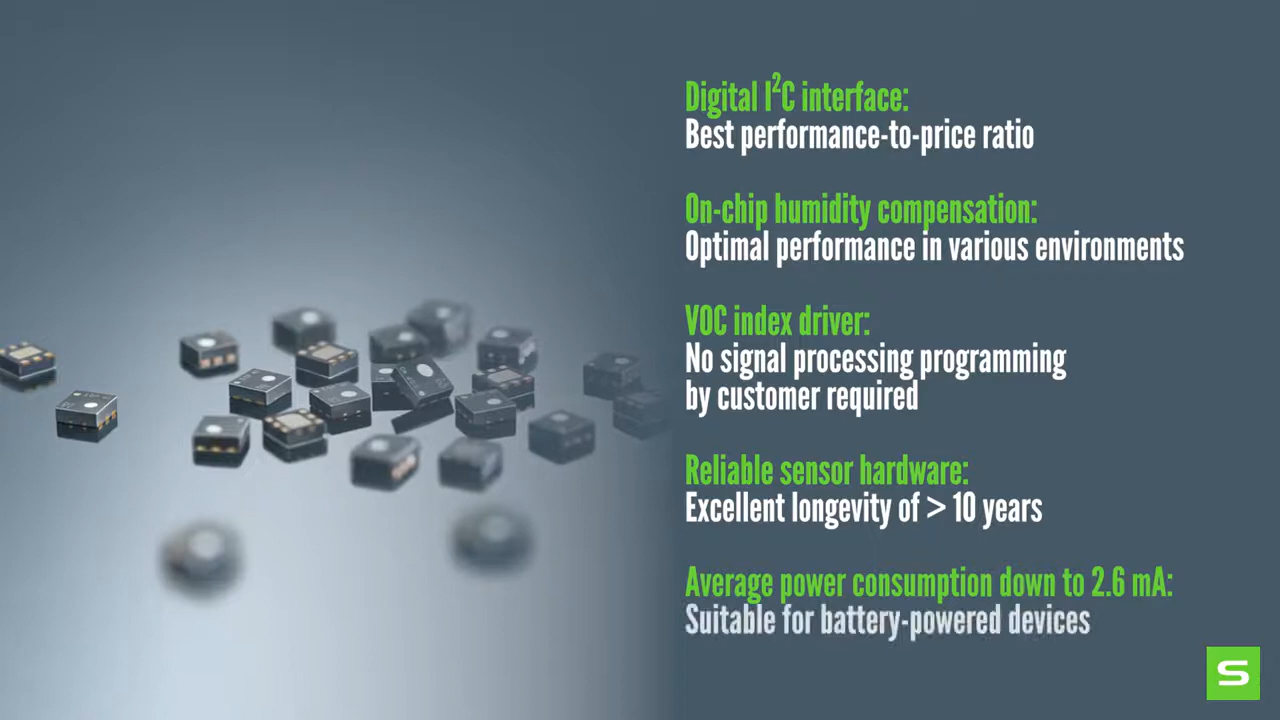 Digital I²C interface:
Best performance-to-price ratio
On-chip humidity compensation:
Optimal performance in various environments
VOC index driver:
No signal processing programming
by customer required
Reliable sensor hardware:
Excellent longevity of > 10 years
Average power consumption down to 2.6 mA:
Suitable for battery-powered devices
S